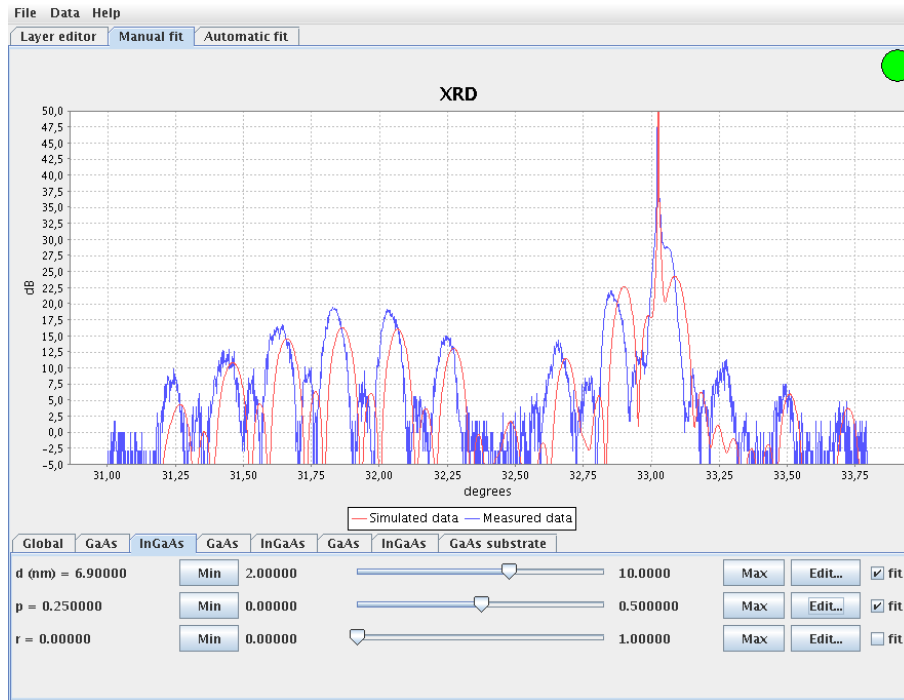 File Data Help
Layer editor Manual fit Automatic fit
XRD
50,0
47,5
45,0
42,5
40,0
37,5
35,0
32,5
30,0
27,5
25,0
22,5
20,0
17,5
15,0
12,5
10,0
7,5
5,0
2,5
0,0
-2,5
-5,0
dB
31,00 31,25 31,50 31,75 32,00 32,25 32,50 32,75 33,00 33,25 33,50 33,75
degrees
Simulated data Measured data
Global GaAs InGaAs GaAs InGaAs GaAs InGaAs GaAs substrate
d (nm) = 6.90000 Min 2.00000 10.0000 Max Edit... fit
p = 0.250000 Min 0.00000 0.500000 Max Edit... fit
r = 0.00000 Min 0.00000 1.00000 Max Edit... fit